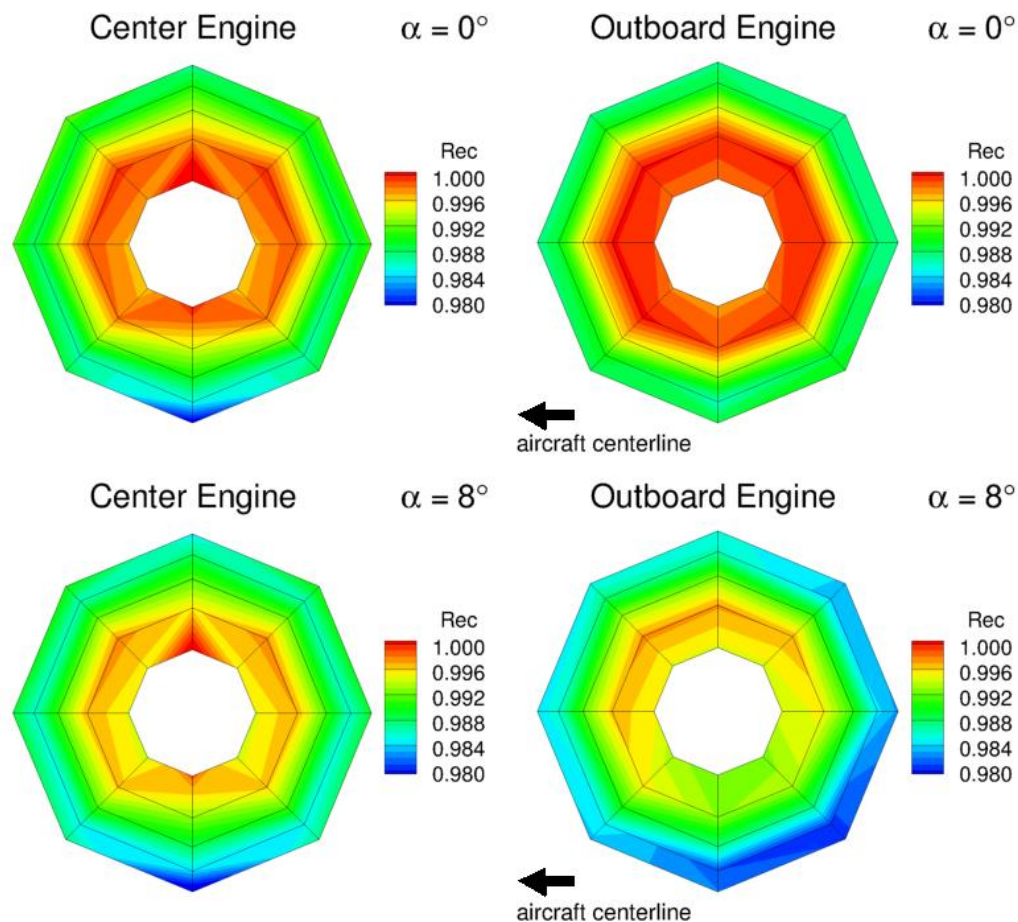 Center Engine α = 0°
Rec
1.000
0.996
0.992
0.988
0.984
0.980
Outboard Engine α = 0°
Rec
1.000
0.996
0.992
0.988
0.984
0.980
aircraft centerline
Center Engine α = 8°
Rec
1.000
0.996
0.992
0.988
0.984
0.980
Outboard Engine α = 8°
Rec
1.000
0.996
0.992
0.988
0.984
0.980
aircraft centerline